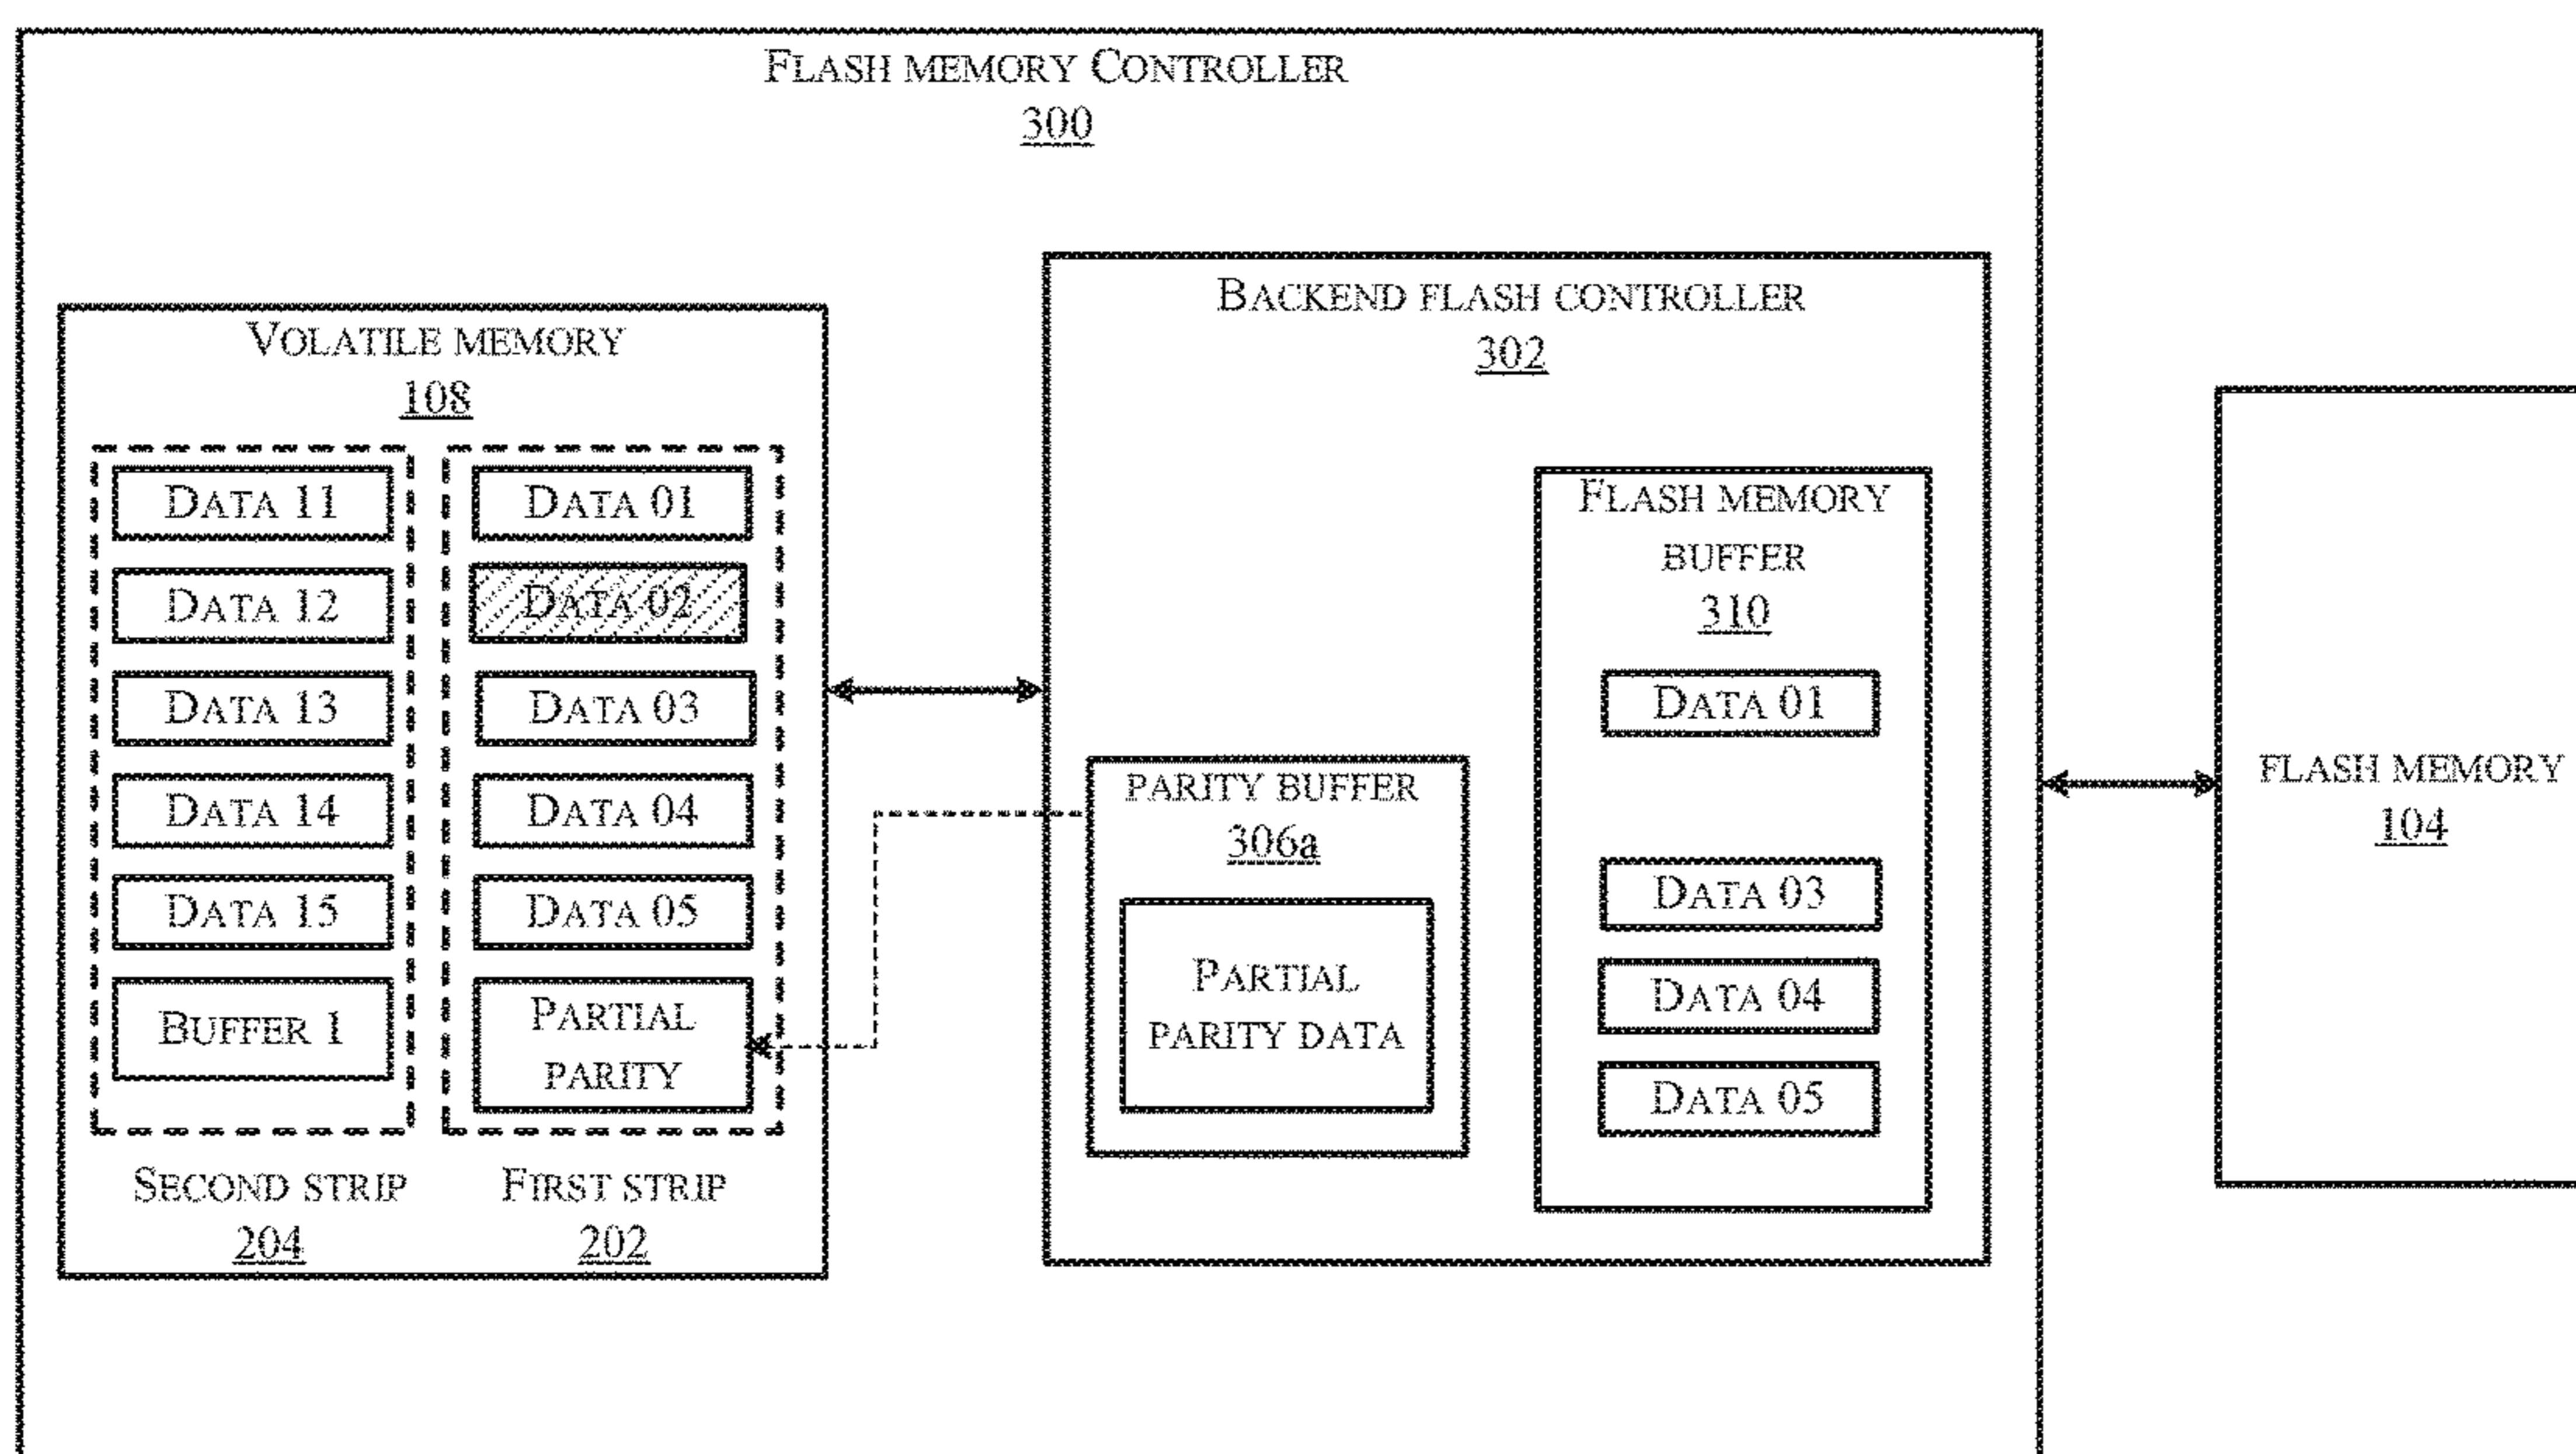 FLASH MEMORY CONTROLLER
300
VOLATILE MEMORY
108
DATA 11
DATA 12
DATA 13
DATA 14
DATA 15
BUFFER 1
SECOND STRIP
204
DATA 01
DATA 02
DATA 03
DATA 04
DATA 05
PARTIAL
PARITY
FIRST STRIP
202
BACKEND FLASH CONTROLLER
302
PARITY BUFFER
306a
PARTIAL
PARITY DATA
FLASH MEMORY
BUFFER
310
DATA 01
DATA 03
DATA 04
DATA 05
FLASH MEMORY
104